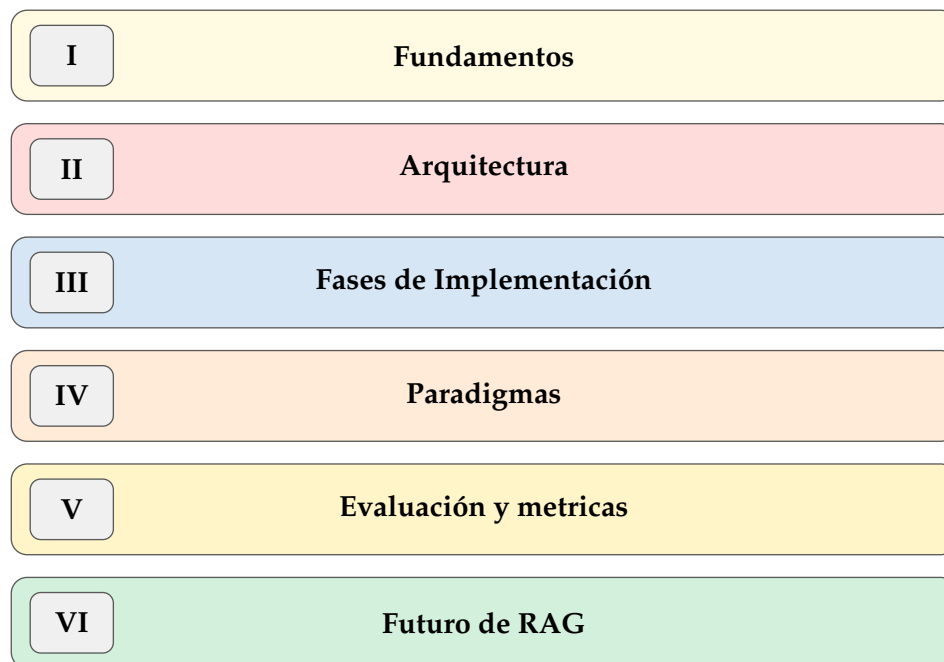 I
Fundamentos
II
Arquitectura
III
Fases de Implementación
IV
Paradigmas
V
Evaluación y metricas
VI
Futuro de RAG